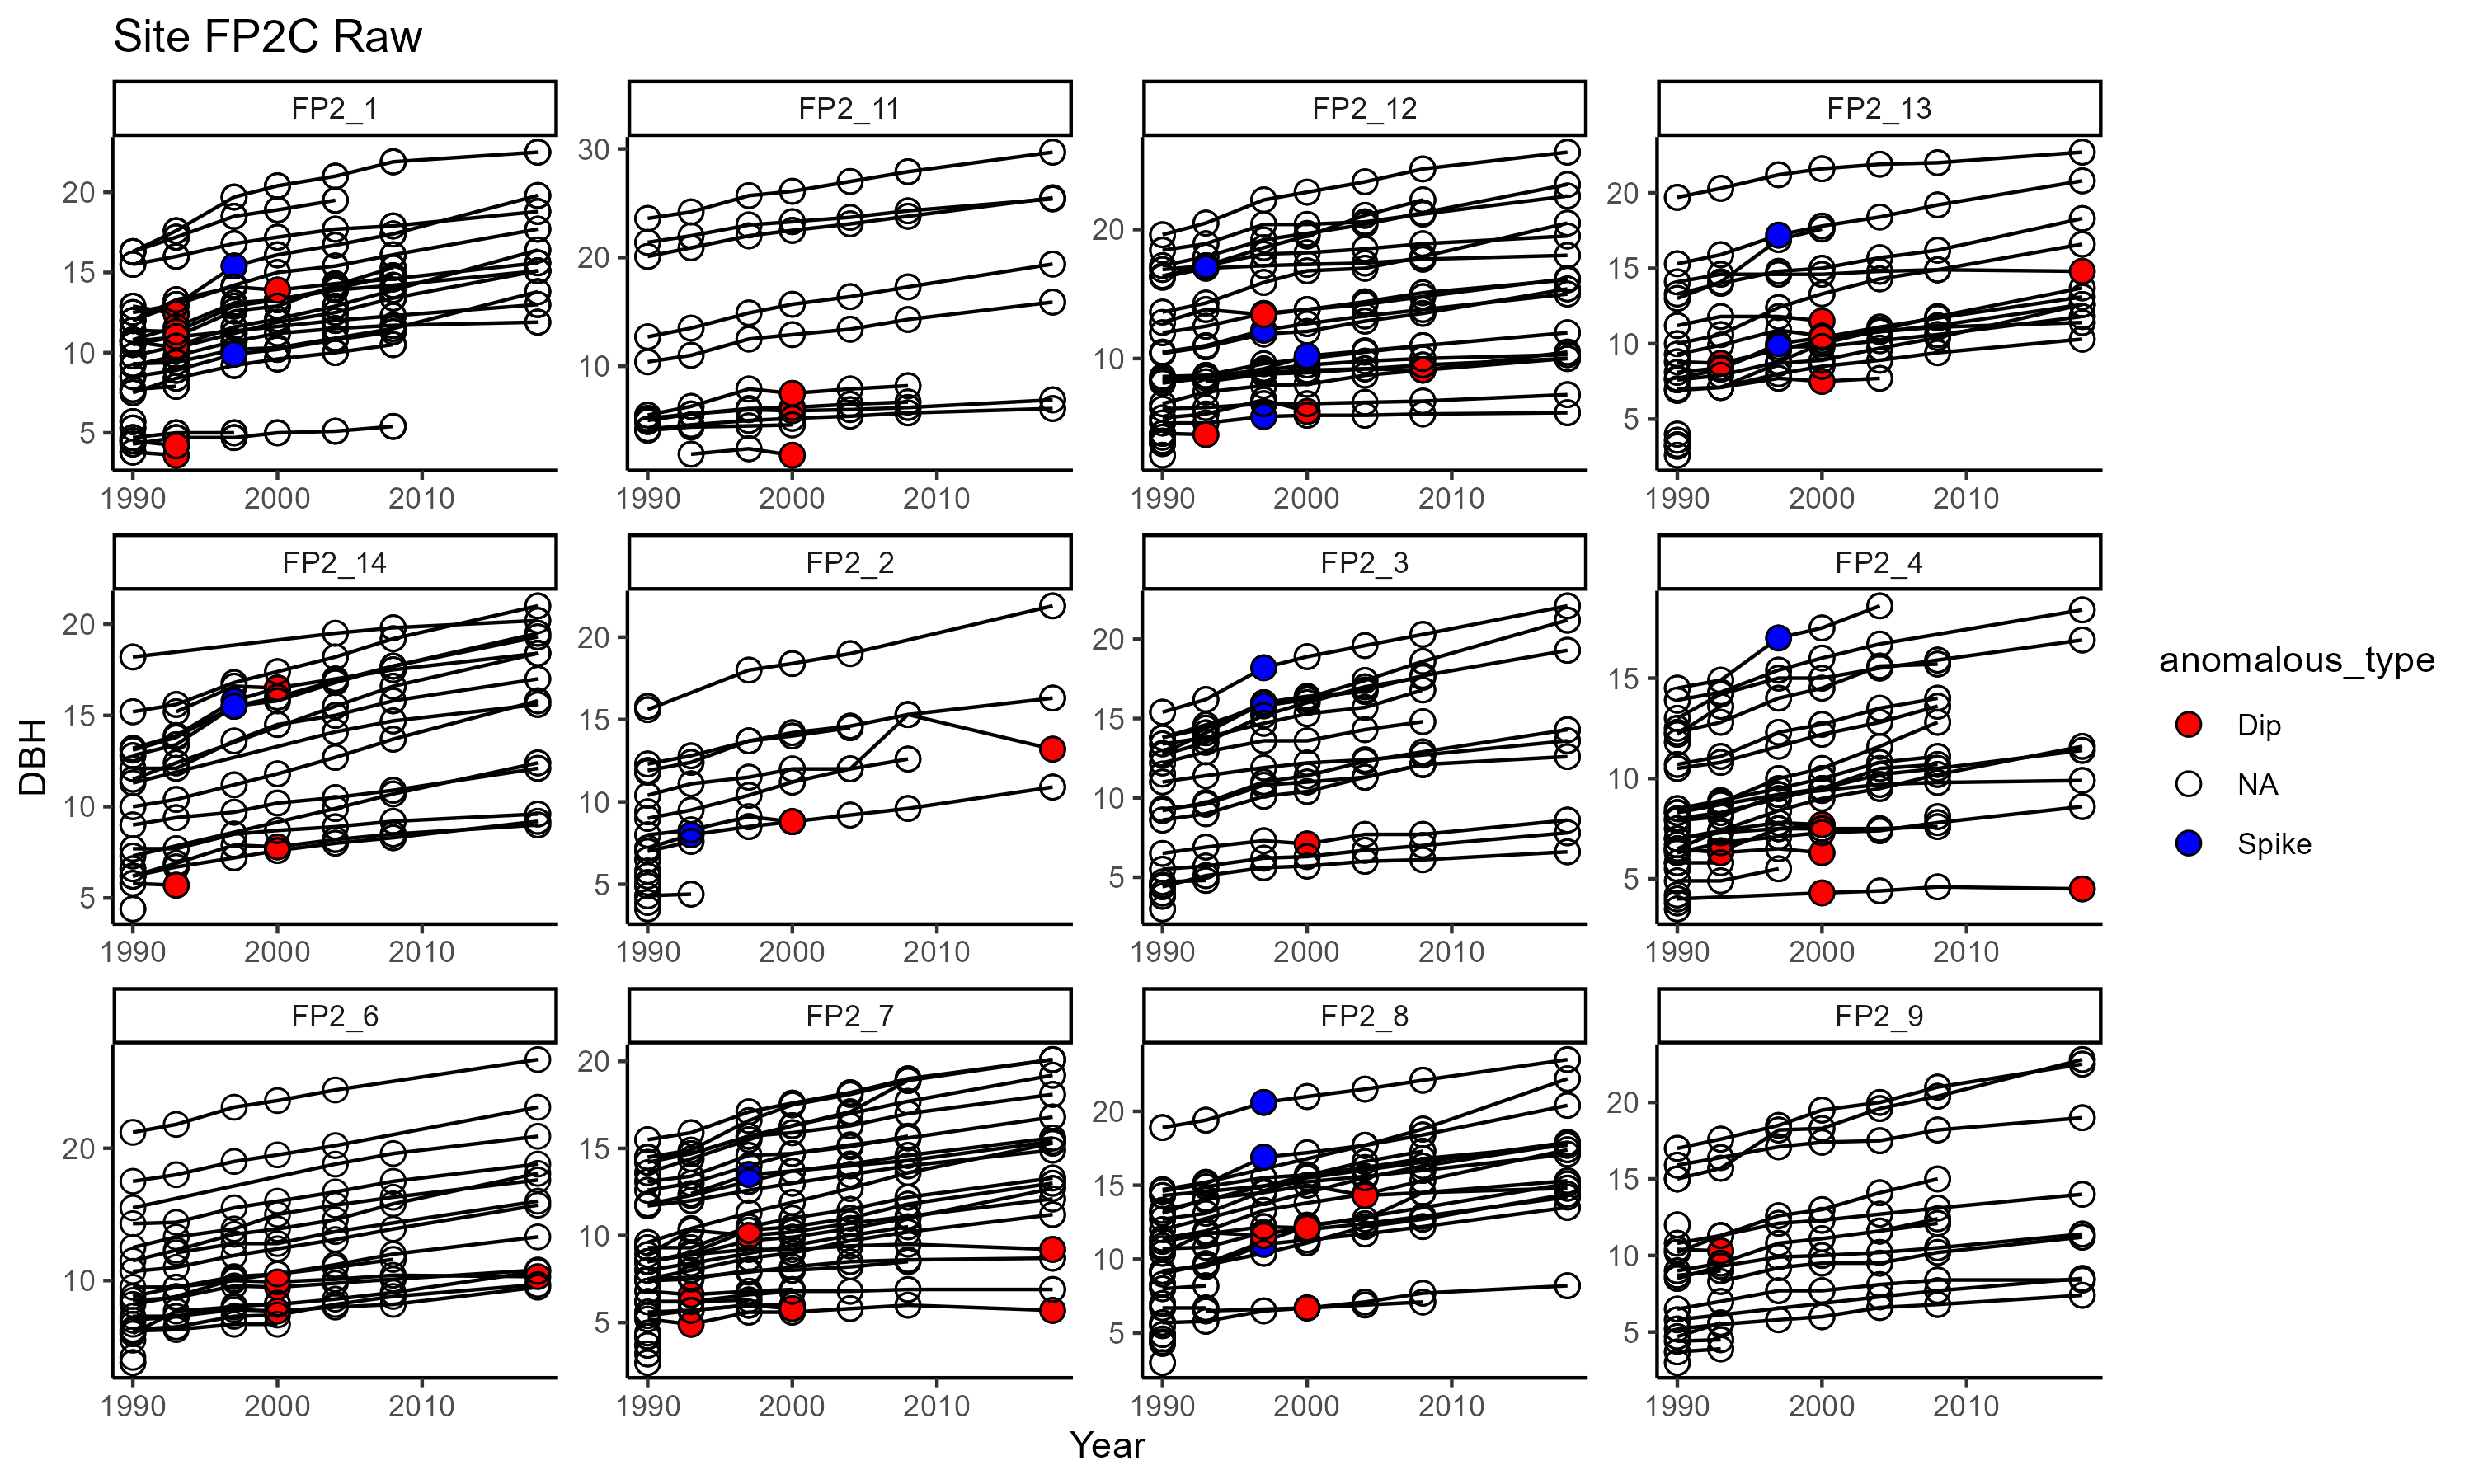 Site FP2C Raw
FP2_1 FP2_11 FP2_12 FP2_13
20 15 10 5
30 20 10
20 10
20 15 10 5
1990 2000 2010 1990 2000 2010 1990 2000 2010 1990 2000 2010
FP2_14 FP2_2 FP2_3 FP2_4
20 15 10 5
20 15 10 5
20 15 10 5
15 10 5
1990 2000 2010 1990 2000 2010 1990 2000 2010 1990 2000 2010
FP2_6 FP2_7 FP2_8 FP2_9
20 10
20 15 10 5
20 15 10 5
20 15 10 5
1990 2000 2010 1990 2000 2010 1990 2000 2010 1990 2000 2010
DBH
Year
anomalous_type
Dip
NA
Spike